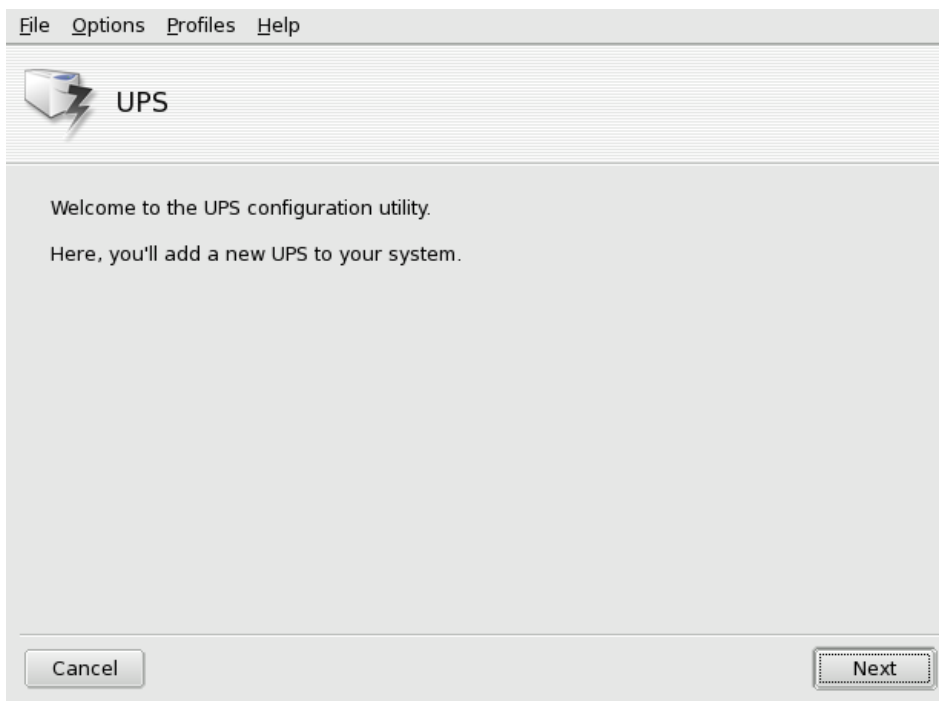 File Options Profiles Help
UPS
Welcome to the UPS configuration utility.
Here, you'll add a new UPS to your system.
Cancel Next